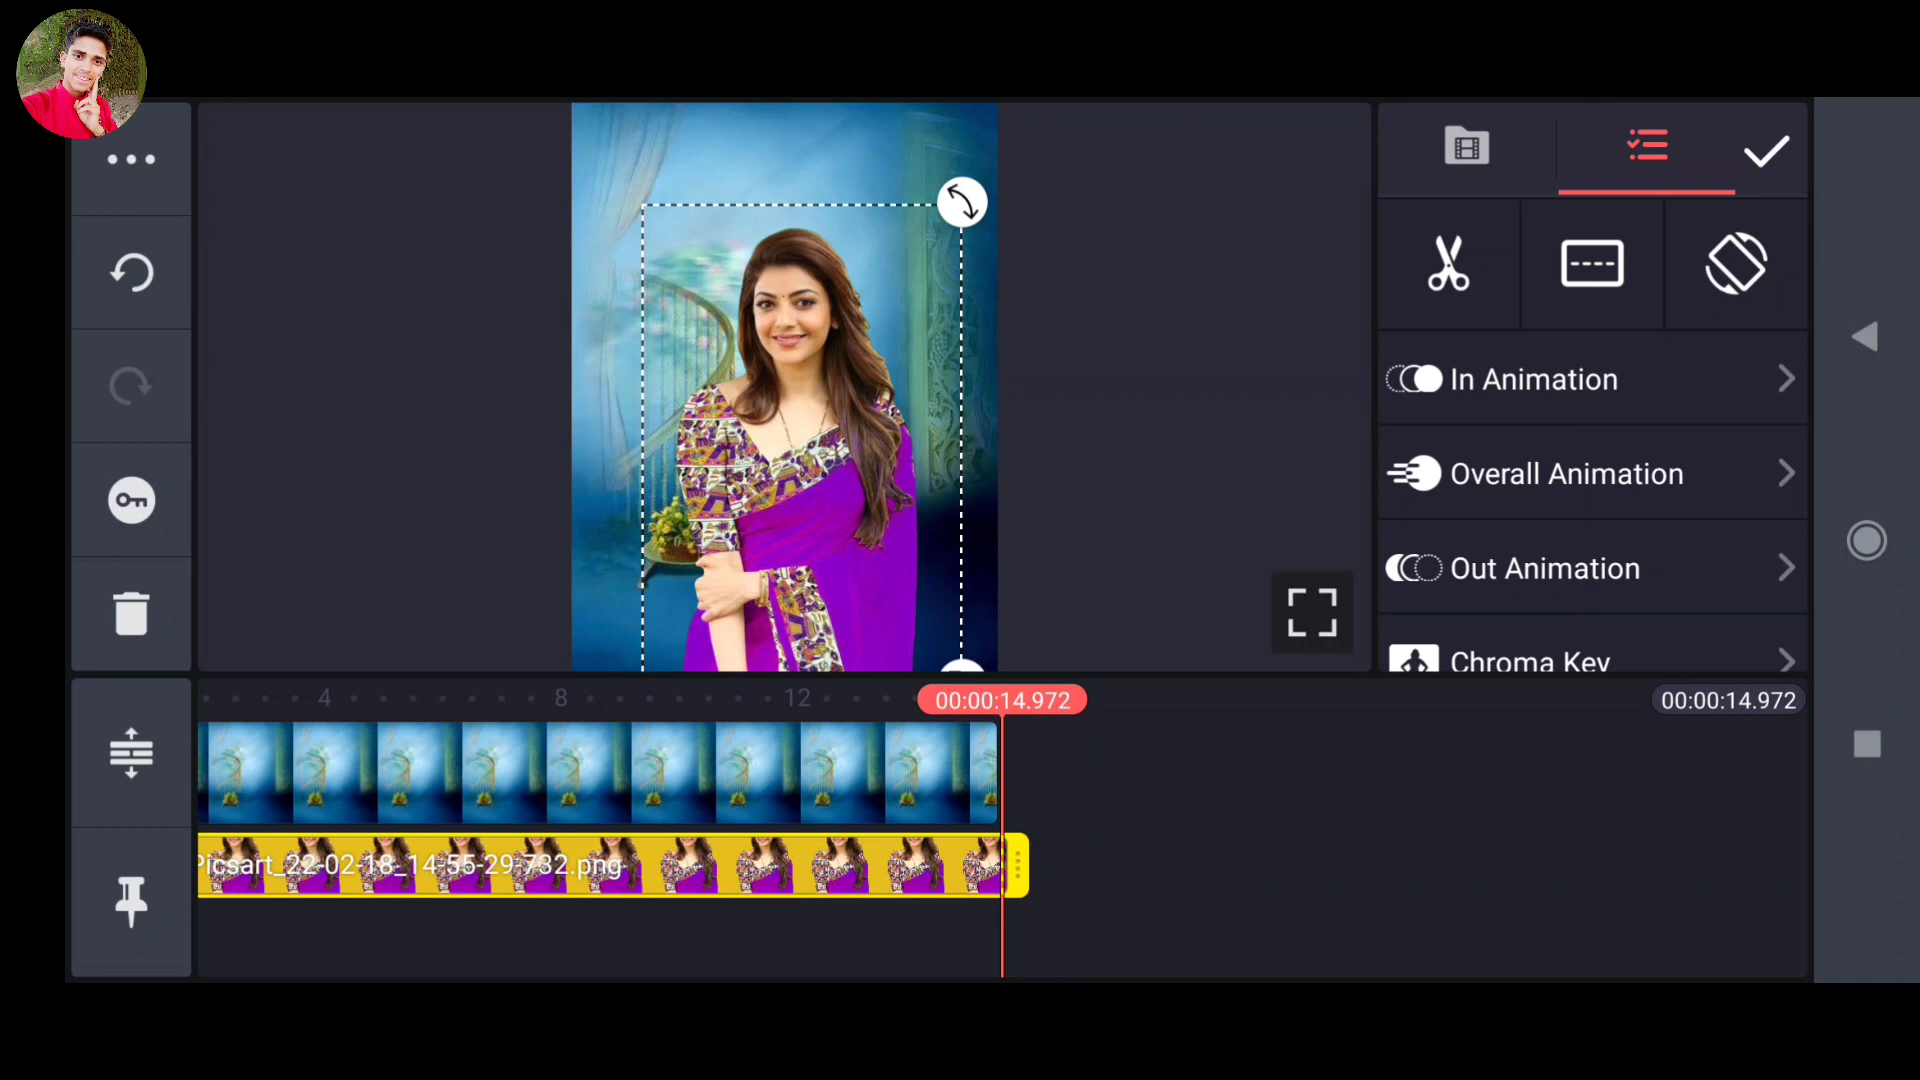 In Animation
Overall Animation
Out Animation
Chroma Key
4 8 12 00:00:14.972 00:00:14.972
Picsart_22-02-18_14-55-29-732.png